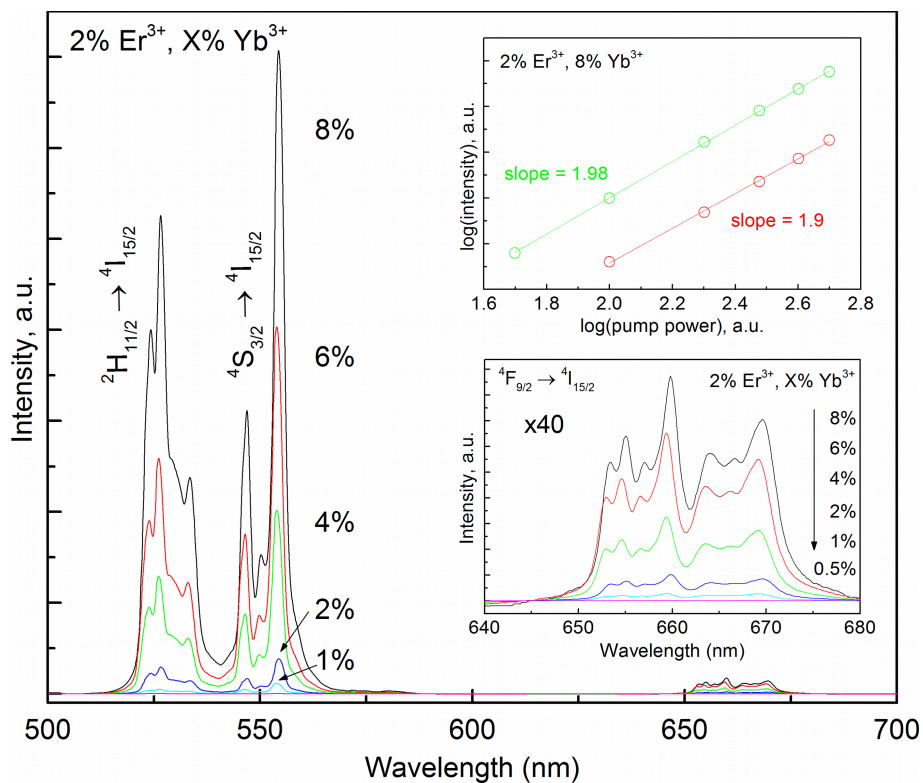 2% Er³⁺, X% Yb³⁺
8%
6%
4%
2%
1%
²H₁₁/₂ → ⁴I₁₅/₂
⁴S₃/₂ → ⁴I₁₅/₂
Intensity, a.u.
500 550 600 650 700
Wavelength (nm)
2% Er³⁺, 8% Yb³⁺
slope = 1.98
slope = 1.9
log(intensity), a.u.
1.6 1.8 2.0 2.2 2.4 2.6 2.8
log(pump power), a.u.
⁴F₉/₂ → ⁴I₁₅/₂ 2% Er³⁺, X% Yb³⁺
x40
8%
6%
4%
2%
1%
0.5%
Intensity, a.u.
640 650 660 670 680
Wavelength (nm)